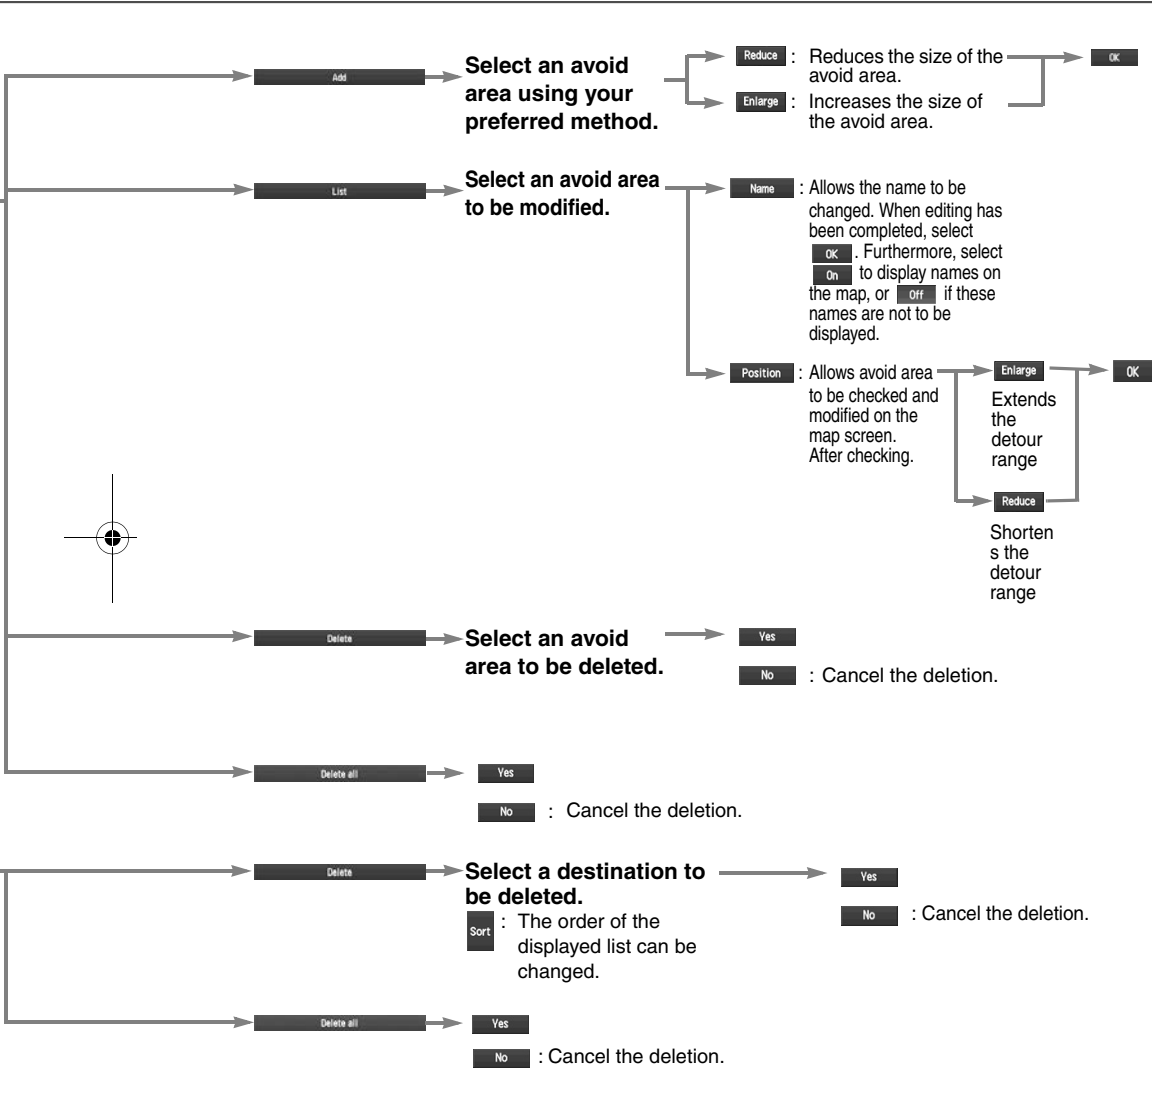 Add
Select an avoid
area using your
preferred method.
Reduce : Reduces the size of the
avoid area.
Enlarge : Increases the size of
the avoid area.
OK
List
Select an avoid area
to be modified.
Name : Allows the name to be
changed. When editing has
been completed, select
OK . Furthermore, select
On to display names on
the map, or Off if these
names are not to be
displayed.
Position : Allows avoid area
to be checked and
modified on the
map screen.
After checking.
Enlarge
Extends
the
detour
range
OK
Reduce
Shorten
s the
detour
range
Delete
Select an avoid
area to be deleted.
Yes
No : Cancel the deletion.
Delete all
Yes
No : Cancel the deletion.
Delete
Select a destination to
be deleted.
Sort : The order of the
displayed list can be
changed.
Yes
No : Cancel the deletion.
Delete all
Yes
No : Cancel the deletion.